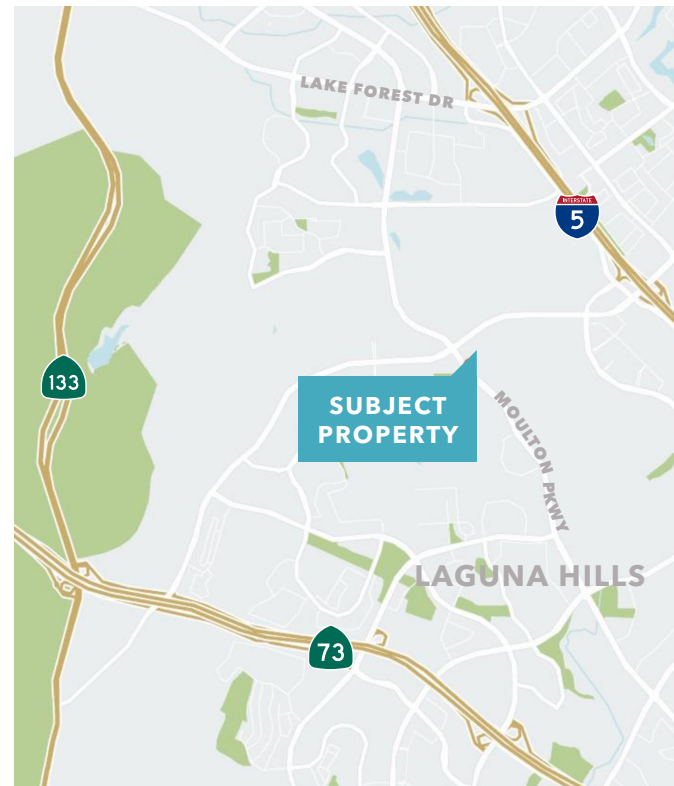 LAKE FOREST DR
INTERSTATE
5
133
SUBJECT
PROPERTY
MOULTON PKWY
LAGUNA HILLS
73